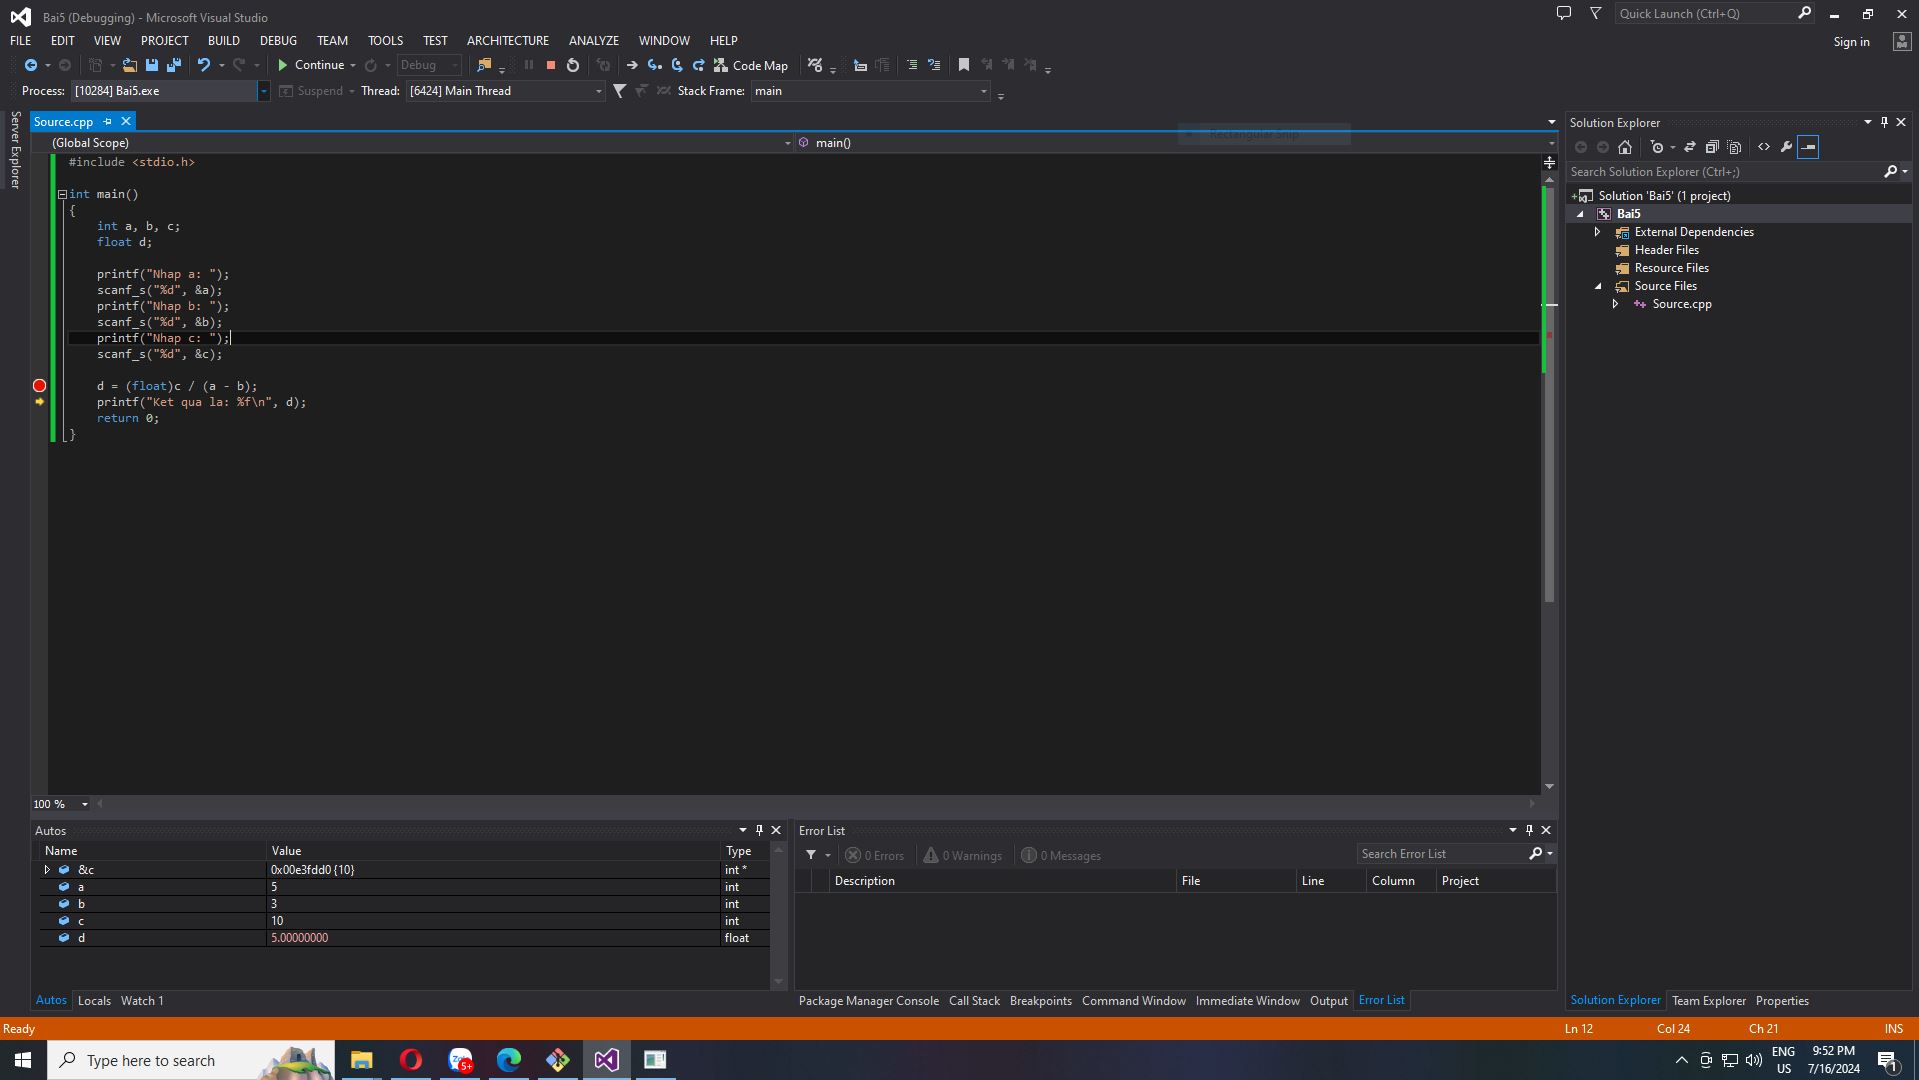 Bai5 (Debugging) - Microsoft Visual Studio
Quick Launch (Ctrl+Q)
FILE EDIT VIEW PROJECT BUILD DEBUG TEAM TOOLS TEST ARCHITECTURE ANALYZE WINDOW HELP
Sign in
Continue Debug Code Map
Process: [10284] Bai5.exe Suspend Thread: [6424] Main Thread Stack Frame: main
Server Explorer
Source.cpp
Rectangular Snip
(Global Scope) main()
#include <stdio.h>
int main()
{
int a, b, c;
float d;
printf("Nhap a: ");
scanf_s("%d", &a);
printf("Nhap b: ");
scanf_s("%d", &b);
printf("Nhap c: ");
scanf_s("%d", &c);
d = (float)c / (a - b);
printf("Ket qua la: %f\n", d);
return 0;
}
100 %
Solution Explorer
Search Solution Explorer (Ctrl+;)
Solution 'Bai5' (1 project)
Bai5
External Dependencies
Header Files
Resource Files
Source Files
Source.cpp
Autos
Name Value Type
&c 0x00e3fdd0 {10} int *
a 5 int
b 3 int
c 10 int
d 5.00000000 float
Autos Locals Watch 1
Error List
0 Errors 0 Warnings 0 Messages Search Error List
Description File Line Column Project
Package Manager Console Call Stack Breakpoints Command Window Immediate Window Output Error List
Solution Explorer Team Explorer Properties
Ready Ln 12 Col 24 Ch 21 INS
Type here to search
Zalo
5+
ENG
US
9:52 PM
7/16/2024
1